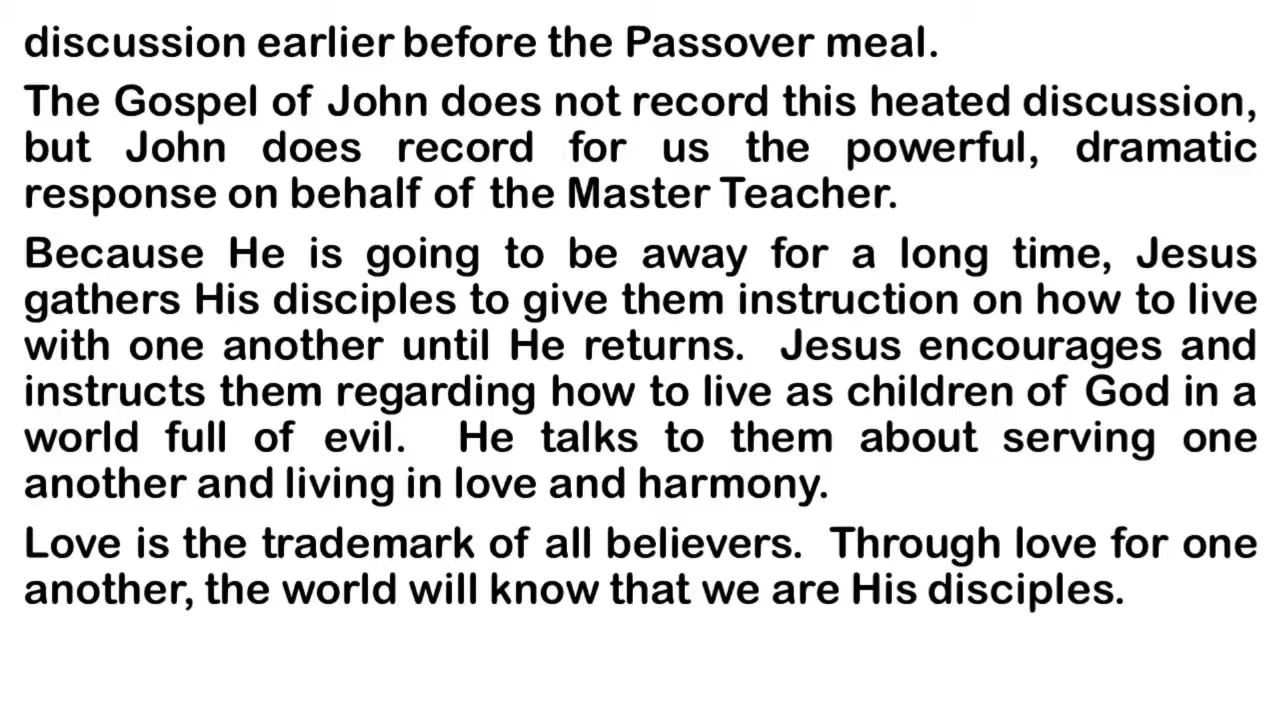 discussion earlier before the Passover meal.
The Gospel of John does not record this heated discussion,
but John does record for us the powerful, dramatic
response on behalf of the Master Teacher.
Because He is going to be away for a long time, Jesus
gathers His disciples to give them instruction on how to live
with one another until He returns.  Jesus encourages and
instructs them regarding how to live as children of God in a
world full of evil.  He talks to them about serving one
another and living in love and harmony.
Love is the trademark of all believers.  Through love for one
another, the world will know that we are His disciples.